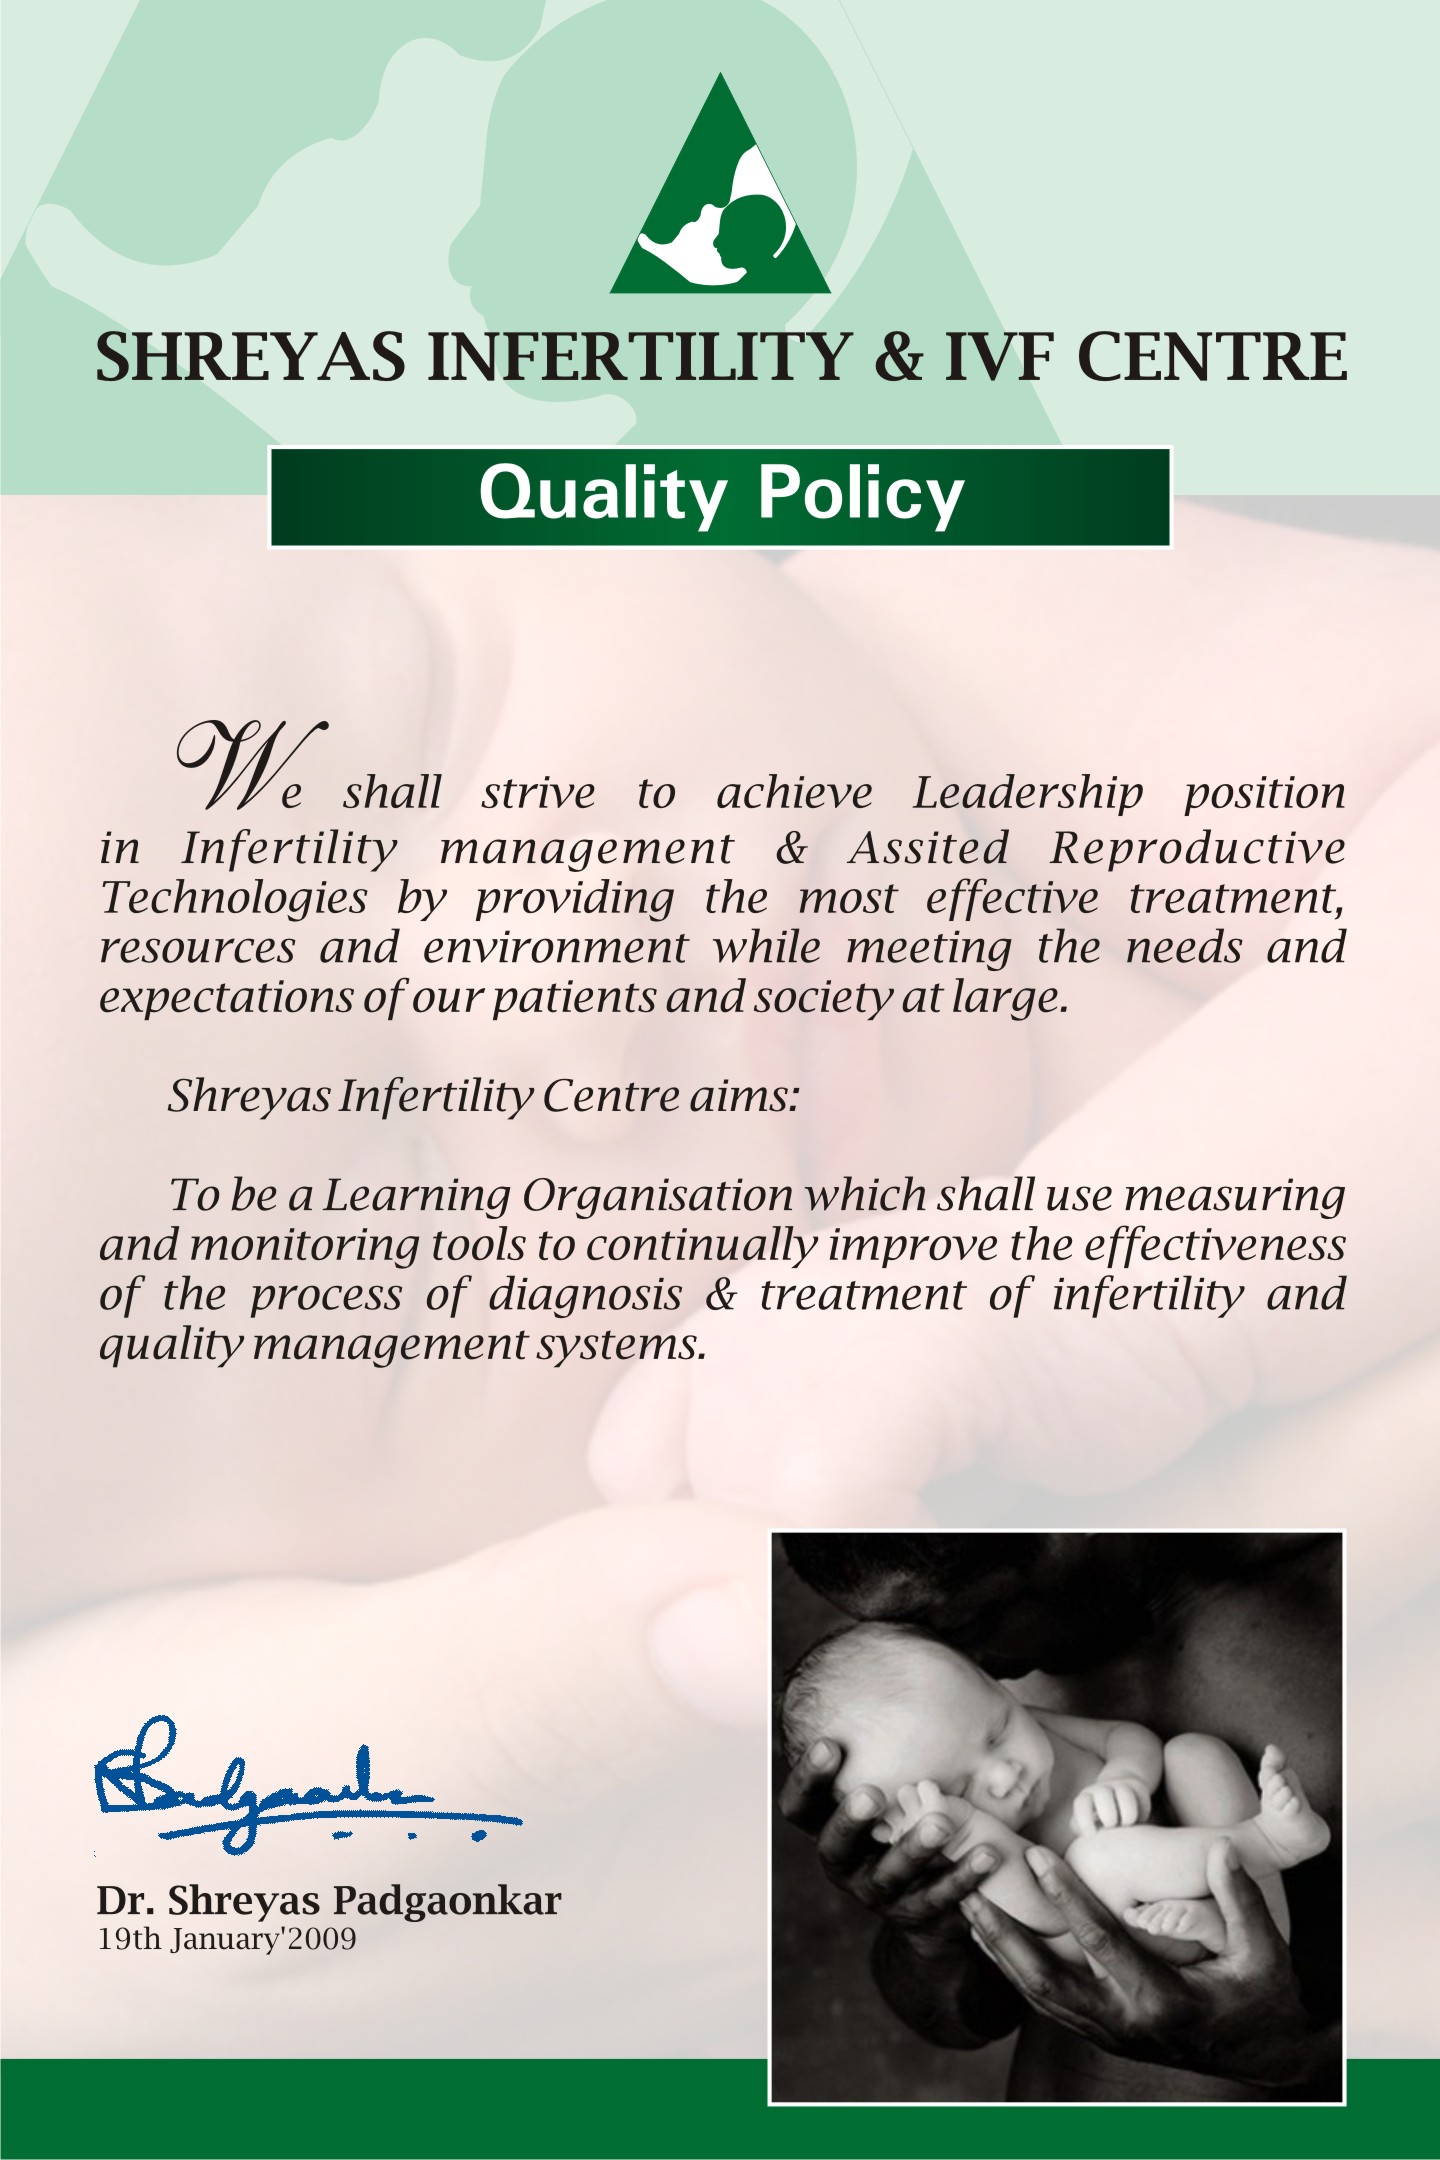 SHREYAS INFERTILITY & IVF CENTRE
Quality Policy
We shall strive to achieve Leadership position
in Infertility management & Assited Reproductive
Technologies by providing the most effective treatment,
resources and environment while meeting the needs and
expectations of our patients and society at large.
Shreyas Infertility Centre aims:
To be a Learning Organisation which shall use measuring
and monitoring tools to continually improve the effectiveness
of the process of diagnosis & treatment of infertility and
quality management systems.
Dr. Shreyas Padgaonkar
19th January'2009